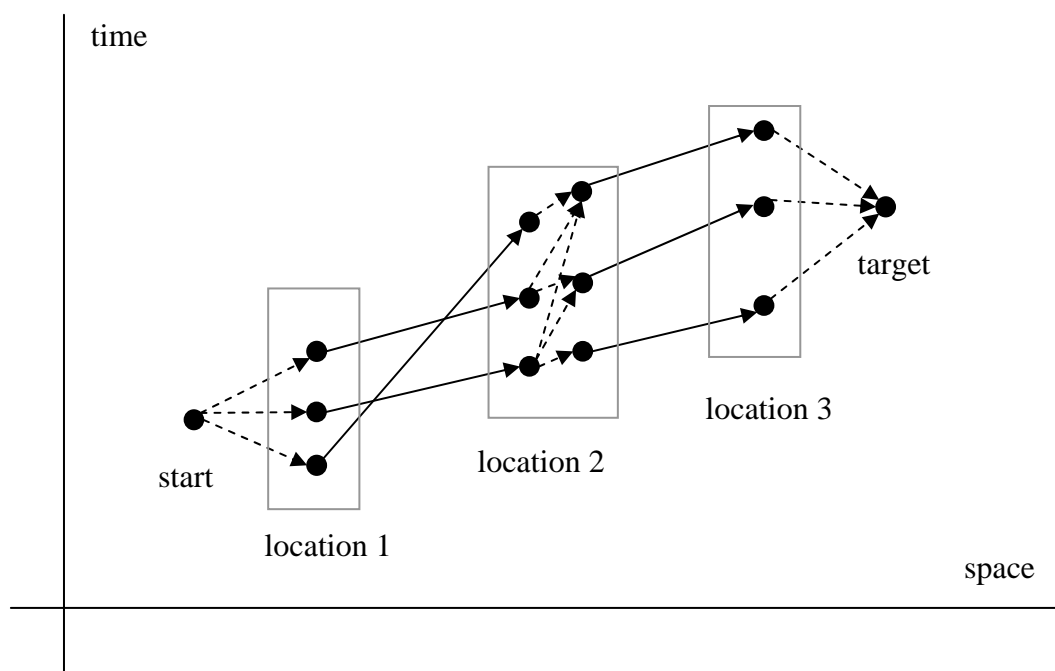 time
target
location 3
location 2
start
location 1
space